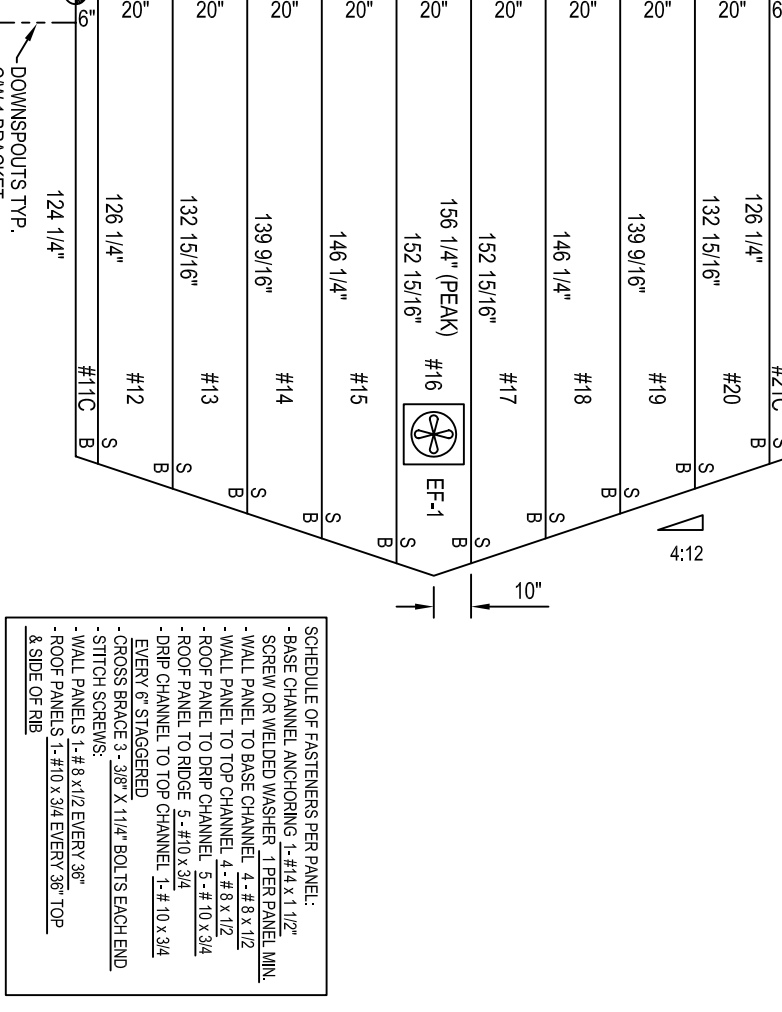 6"
20"
20"
20"
20"
20"
20"
20"
20"
20"
DOWNSPOUTS TYP.
124 1/4"
126 1/4"
132 15/16"
139 9/16"
146 1/4"
152 15/16"
156 1/4" (PEAK)
152 15/16"
146 1/4"
139 9/16"
132 15/16"
126 1/4"
#11C
#12
#13
#14
#15
#16
#17
#18
#19
#20
EF-1
B
S
B
S
B
S
B
S
B
S
B
S
B
S
B
S
B
S
B
S
4:12
10"
SCHEDULE OF FASTENERS PER PANEL:
- BASE CHANNEL ANCHORING 1- #14 x 1 1/2"
SCREW OR WELDED WASHER 1 PER PANEL MIN.
- WALL PANEL TO BASE CHANNEL 4 - # 8 x 1/2
- WALL PANEL TO TOP CHANNEL 4 - # 8 x 1/2
- ROOF PANEL TO DRIP CHANNEL 5 - # 10 x 3/4
- ROOF PANEL TO RIDGE 5 - #10 x 3/4
- DRIP CHANNEL TO TOP CHANNEL 1- # 10 x 3/4
EVERY 6" STAGGERED
- CROSS BRACE 3 - 3/8" X 11/4" BOLTS EACH END
- STITCH SCREWS:
- WALL PANELS 1- # 8 x1/2 EVERY 36"
- ROOF PANELS 1- #10 x 3/4 EVERY 36" TOP
& SIDE OF RIB